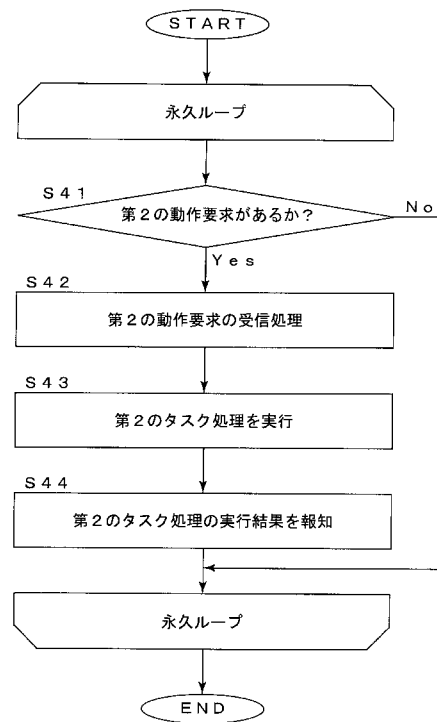 START
永久ループ
S41
第2の動作要求があるか?
No
Yes
S42
第2の動作要求の受信処理
S43
第2のタスク処理を実行
S44
第2のタスク処理の実行結果を報知
永久ループ
END